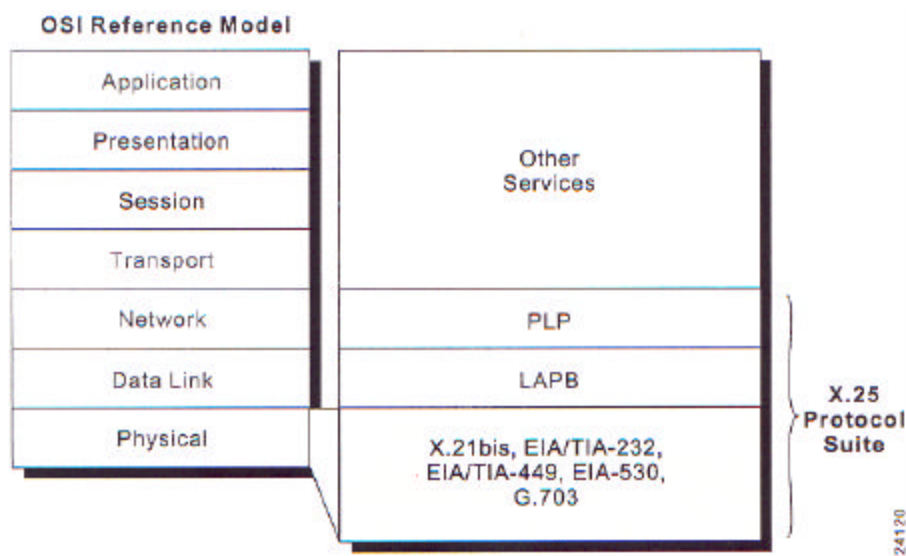 OSI Reference Model
Application
Presentation
Session
Transport
Network
Data Link
Physical
Other
Services
PLP
LAPB
X.21bis, EIA/TIA-232,
EIA/TIA-449, EIA-530,
G.703
X.25
Protocol
Suite
24120